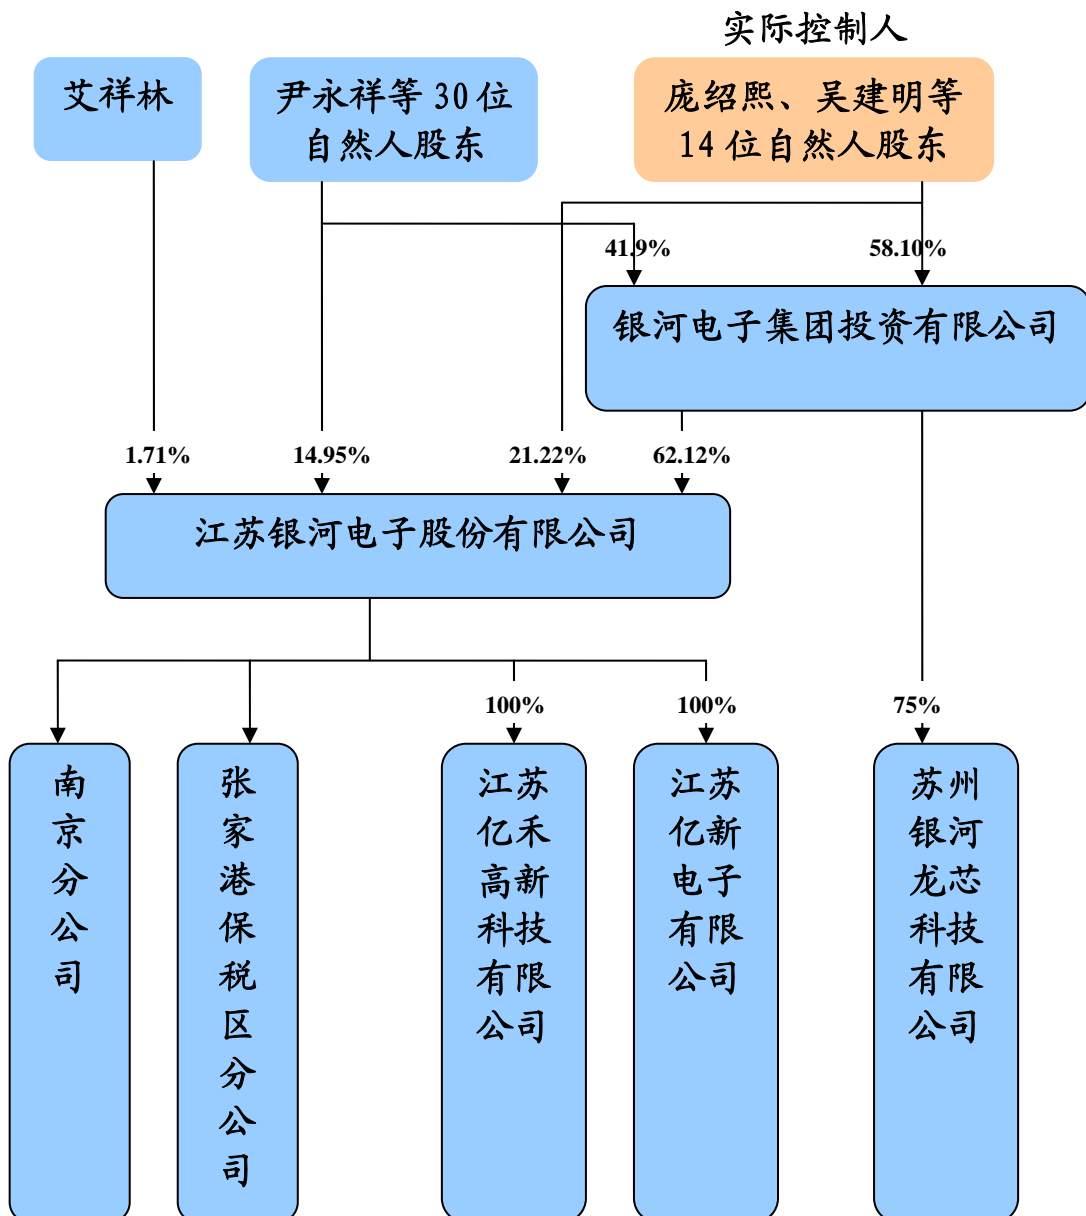 实际控制人
艾祥林
尹永祥等 30 位
自然人股东
庞绍熙、吴建明等
14 位自然人股东
41.9%
58.10%
银河电子集团投资有限公司
1.71%
14.95%
21.22%
62.12%
江苏银河电子股份有限公司
100%
100%
75%
南
京
分
公
司
张
家
港
保
税
区
分
公
司
江苏
亿禾
高新
科技
有限
公司
江苏
亿新
电子
有限
公司
苏州
银河
龙芯
科技
有限
公司